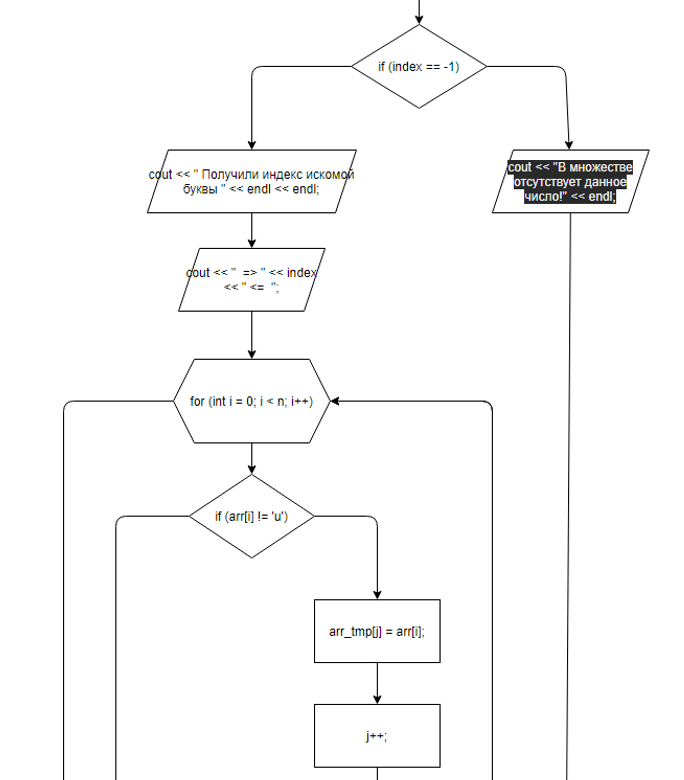 if (index == -1)
cout << " Получили индекс искомой
буквы " << endl << endl;
cout << "В множестве
отсутствует данное
число!" << endl;
cout << "  => " << index
<< " <=  ";
for (int i = 0; i < n; i++)
if (arr[i] != 'u')
arr_tmp[j] = arr[i];
j++;